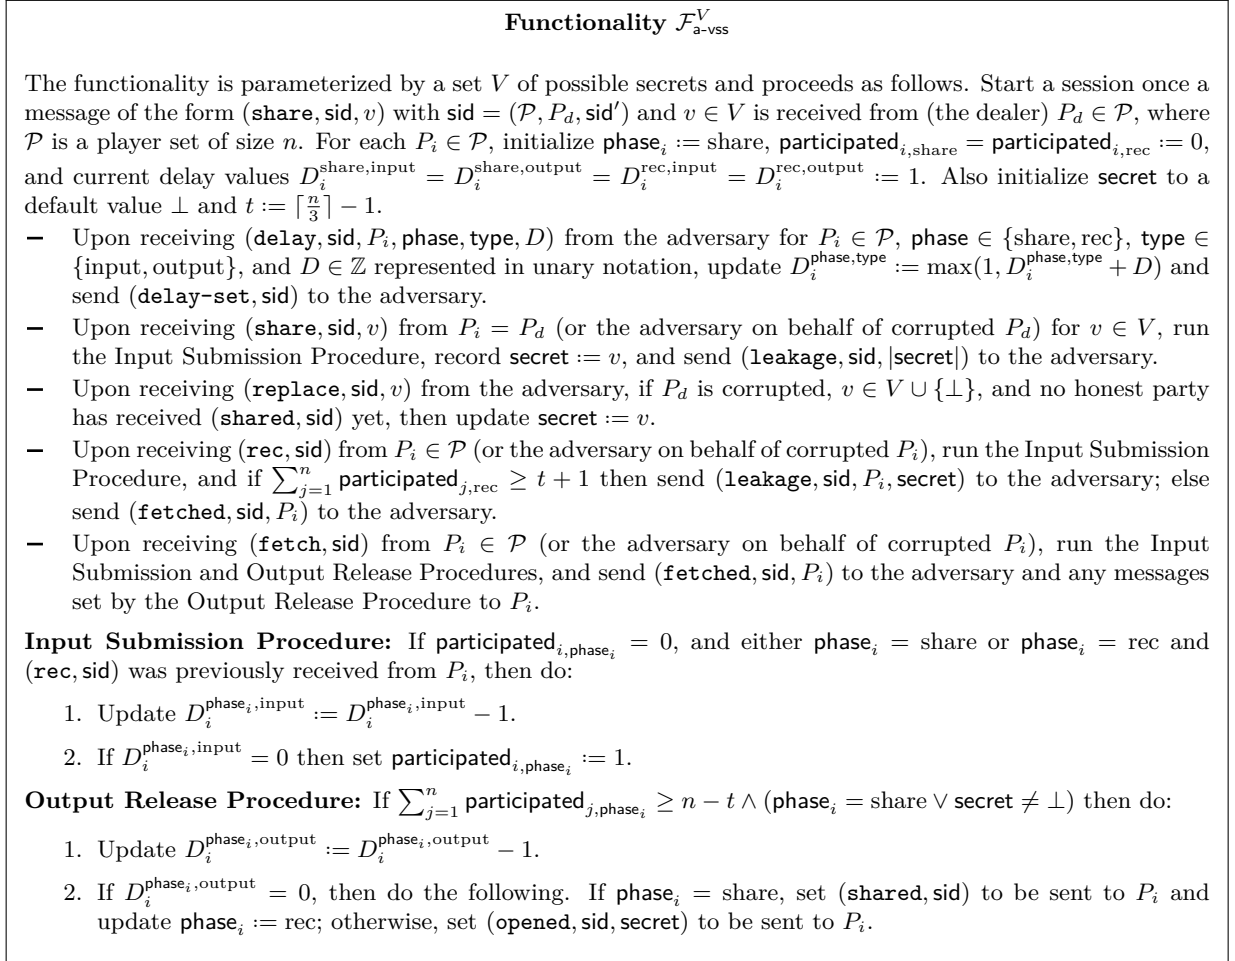 Functionality $\mathcal{F}_{\text{a-vss}}^{V}$
The functionality is parameterized by a set $V$ of possible secrets and proceeds as follows. Start a session once a
message of the form (share, sid, $v$) with sid = ($\mathcal{P}$, $P_d$, sid′) and $v \in V$ is received from (the dealer) $P_d \in \mathcal{P}$, where
$\mathcal{P}$ is a player set of size $n$. For each $P_i \in \mathcal{P}$, initialize $\text{phase}_i$ := share, $\text{participated}_{i,\text{share}} = \text{participated}_{i,\text{rec}} := 0$,
and current delay values $D_i^{\text{share,input}} = D_i^{\text{share,output}} = D_i^{\text{rec,input}} = D_i^{\text{rec,output}} := 1$. Also initialize secret to a
default value $\bot$ and $t := \lceil \frac{n}{3} \rceil - 1$.
– Upon receiving (delay, sid, $P_i$, phase, type, $D$) from the adversary for $P_i \in \mathcal{P}$, phase ∈ {share, rec}, type ∈
{input, output}, and $D \in \mathbb{Z}$ represented in unary notation, update $D_i^{\text{phase,type}} := \max(1, D_i^{\text{phase,type}} + D)$ and
send (delay-set, sid) to the adversary.
– Upon receiving (share, sid, $v$) from $P_i = P_d$ (or the adversary on behalf of corrupted $P_d$) for $v \in V$, run
the Input Submission Procedure, record secret := $v$, and send (leakage, sid, |secret|) to the adversary.
– Upon receiving (replace, sid, $v$) from the adversary, if $P_d$ is corrupted, $v \in V \cup \{\bot\}$, and no honest party
has received (shared, sid) yet, then update secret := $v$.
– Upon receiving (rec, sid) from $P_i \in \mathcal{P}$ (or the adversary on behalf of corrupted $P_i$), run the Input Submission
Procedure, and if $\sum_{j=1}^{n} \text{participated}_{j,\text{rec}} \geq t + 1$ then send (leakage, sid, $P_i$, secret) to the adversary; else
send (fetched, sid, $P_i$) to the adversary.
– Upon receiving (fetch, sid) from $P_i \in \mathcal{P}$ (or the adversary on behalf of corrupted $P_i$), run the Input
Submission and Output Release Procedures, and send (fetched, sid, $P_i$) to the adversary and any messages
set by the Output Release Procedure to $P_i$.
Input Submission Procedure: If $\text{participated}_{i,\text{phase}_i} = 0$, and either $\text{phase}_i$ = share or $\text{phase}_i$ = rec and
(rec, sid) was previously received from $P_i$, then do:
1. Update $D_i^{\text{phase}_i,\text{input}} := D_i^{\text{phase}_i,\text{input}} - 1$.
2. If $D_i^{\text{phase}_i,\text{input}} = 0$ then set $\text{participated}_{i,\text{phase}_i} := 1$.
Output Release Procedure: If $\sum_{j=1}^{n} \text{participated}_{j,\text{phase}_i} \geq n - t \wedge (\text{phase}_i = \text{share} \vee \text{secret} \neq \bot)$ then do:
1. Update $D_i^{\text{phase}_i,\text{output}} := D_i^{\text{phase}_i,\text{output}} - 1$.
2. If $D_i^{\text{phase}_i,\text{output}} = 0$, then do the following. If $\text{phase}_i$ = share, set (shared, sid) to be sent to $P_i$ and
update $\text{phase}_i$ := rec; otherwise, set (opened, sid, secret) to be sent to $P_i$.